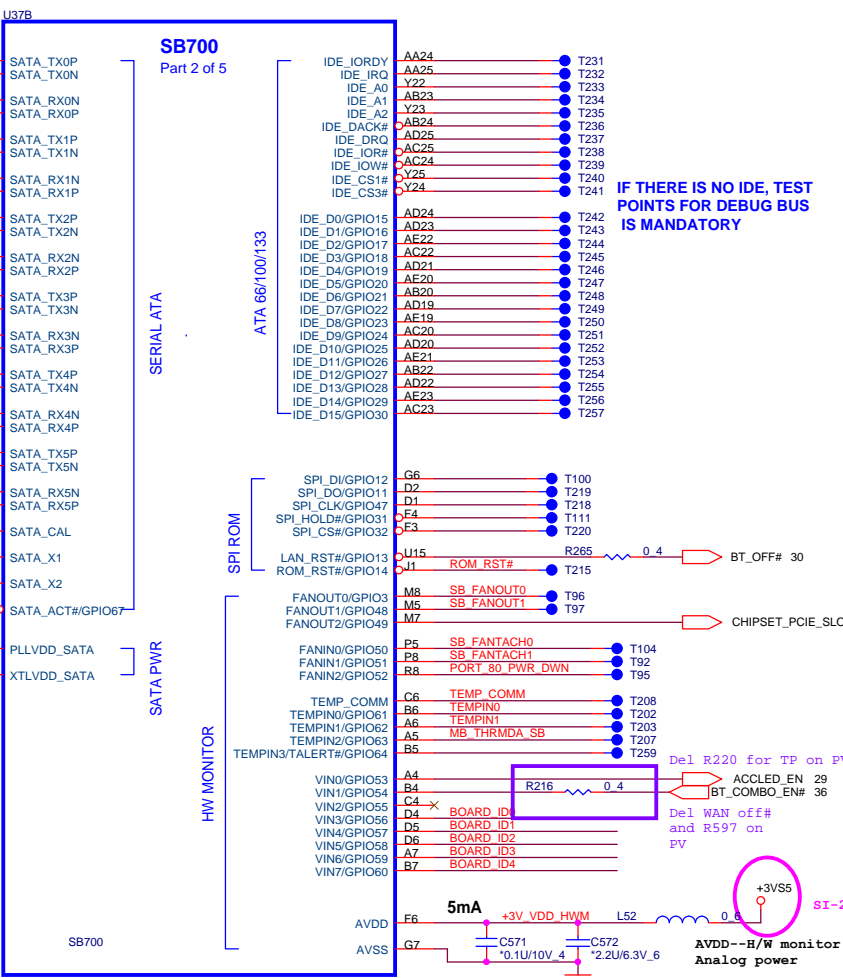 U37B
SB700
Part 2 of 5
SATA_TX0P
SATA_TX0N
SATA_RX0N
SATA_RX0P
SATA_TX1P
SATA_TX1N
SATA_RX1N
SATA_RX1P
SATA_TX2P
SATA_TX2N
SATA_RX2N
SATA_RX2P
SATA_TX3P
SATA_TX3N
SATA_RX3N
SATA_RX3P
SATA_TX4P
SATA_TX4N
SATA_RX4N
SATA_RX4P
SATA_TX5P
SATA_TX5N
SATA_RX5N
SATA_RX5P
SATA_CAL
SATA_X1
SATA_X2
SATA_ACT#/GPIO67
PLLVDD_SATA
XTLVDD_SATA
SERIAL ATA
SATA PWR
ATA 66/100/133
SPI ROM
HW MONITOR
IDE_IORDY AA24 T231
IDE_IRQ AA25 T232
IDE_A0 Y22 T233
IDE_A1 AB23 T234
IDE_A2 Y23 T235
IDE_DACK# AB24 T236
IDE_DRQ AD25 T237
IDE_IOR# AC25 T238
IDE_IOW# AC24 T239
IDE_CS1# Y25 T240
IDE_CS3# Y24 T241
IF THERE IS NO IDE, TEST
POINTS FOR DEBUG BUS
IS MANDATORY
IDE_D0/GPIO15 AD24 T242
IDE_D1/GPIO16 AD23 T243
IDE_D2/GPIO17 AE22 T244
IDE_D3/GPIO18 AC22 T245
IDE_D4/GPIO19 AD21 T246
IDE_D5/GPIO20 AE20 T247
IDE_D6/GPIO21 AB20 T248
IDE_D7/GPIO22 AD19 T249
IDE_D8/GPIO23 AE19 T250
IDE_D9/GPIO24 AC20 T251
IDE_D10/GPIO25 AD20 T252
IDE_D11/GPIO26 AE21 T253
IDE_D12/GPIO27 AB22 T254
IDE_D13/GPIO28 AD22 T255
IDE_D14/GPIO29 AE23 T256
IDE_D15/GPIO30 AC23 T257
SPI_DI/GPIO12 G6 T100
SPI_DO/GPIO11 D2 T219
SPI_CLK/GPIO47 D1 T218
SPI_HOLD#/GPIO31 F4 T111
SPI_CS#/GPIO32 F3 T220
LAN_RST#/GPIO13 U15 R265 0_4 BT_OFF# 30
ROM_RST#/GPIO14 J1 ROM_RST# T215
FANOUT0/GPIO3 M8 SB_FANOUT0 T96
FANOUT1/GPIO48 M5 SB_FANOUT1 T97
FANOUT2/GPIO49 M7 CHIPSET_PCIE_SLO
FANIN0/GPIO50 P5 SB_FANTACH0 T104
FANIN1/GPIO51 P8 SB_FANTACH1 T92
FANIN2/GPIO52 R8 PORT_80_PWR_DWN T95
TEMP_COMM C6 TEMP_COMM T208
TEMPIN0/GPIO61 B6 TEMPIN0 T202
TEMPIN1/GPIO62 A6 TEMPIN1 T203
TEMPIN2/GPIO63 A5 MB_THRMDA_SB T207
TEMPIN3/TALERT#/GPIO64 B5 T259
Del R220 for TP on PV
VIN0/GPIO53 A4 ACCLED_EN 29
VIN1/GPIO54 B4 R216 0_4 BT_COMBO_EN# 36
VIN2/GPIO55 C4
VIN3/GPIO56 D4 BOARD_ID0
VIN4/GPIO57 D5 BOARD_ID1
VIN5/GPIO58 D6 BOARD_ID2
VIN6/GPIO59 A7 BOARD_ID3
VIN7/GPIO60 B7 BOARD_ID4
Del WAN off#
and R597 on
PV
+3VS5
SI-2
AVDD F6 5mA +3V_VDD_HWM L52 0_6
AVSS G7
C571
*0.1U/10V_4
C572
*2.2U/6.3V_6
AVDD--H/W monitor
Analog power
SB700